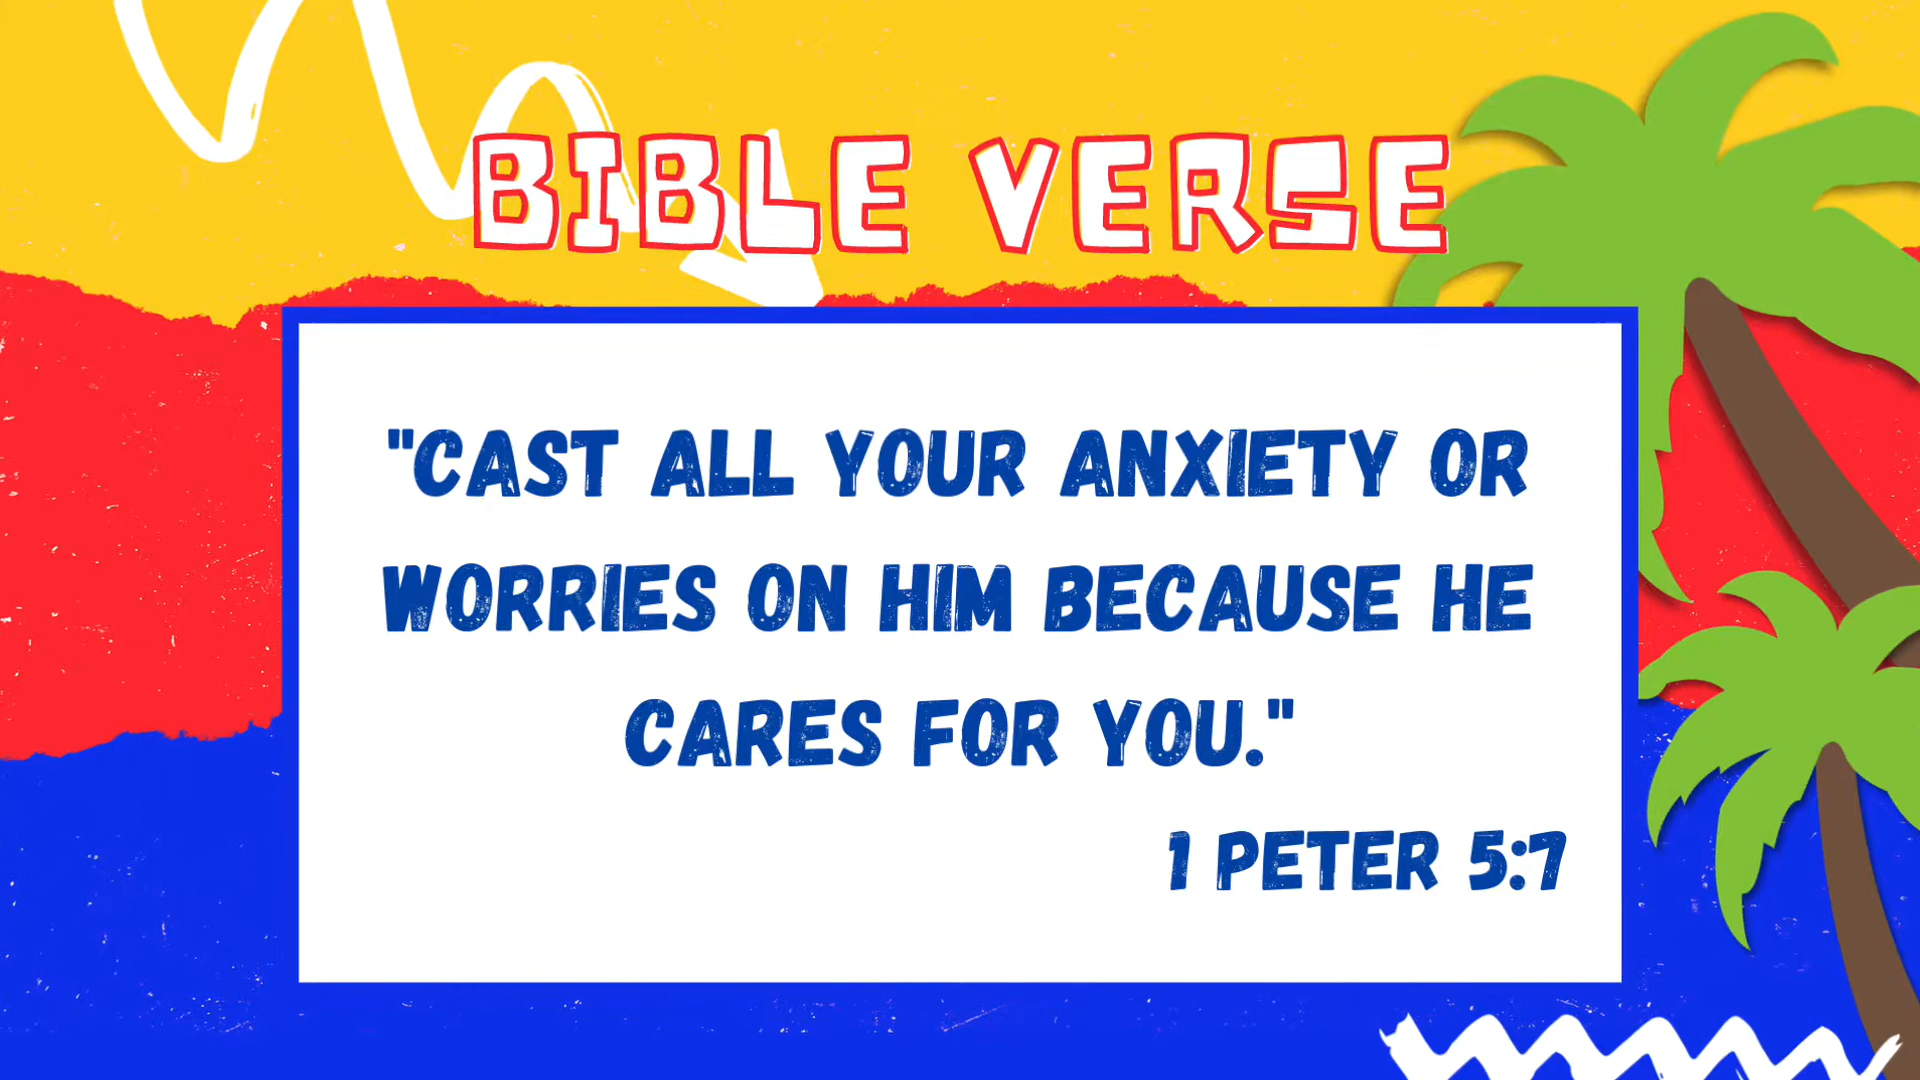 BIBLE VERSE
"CAST ALL YOUR ANXIETY OR
WORRIES ON HIM BECAUSE HE
CARES FOR YOU."
1 PETER 5:7